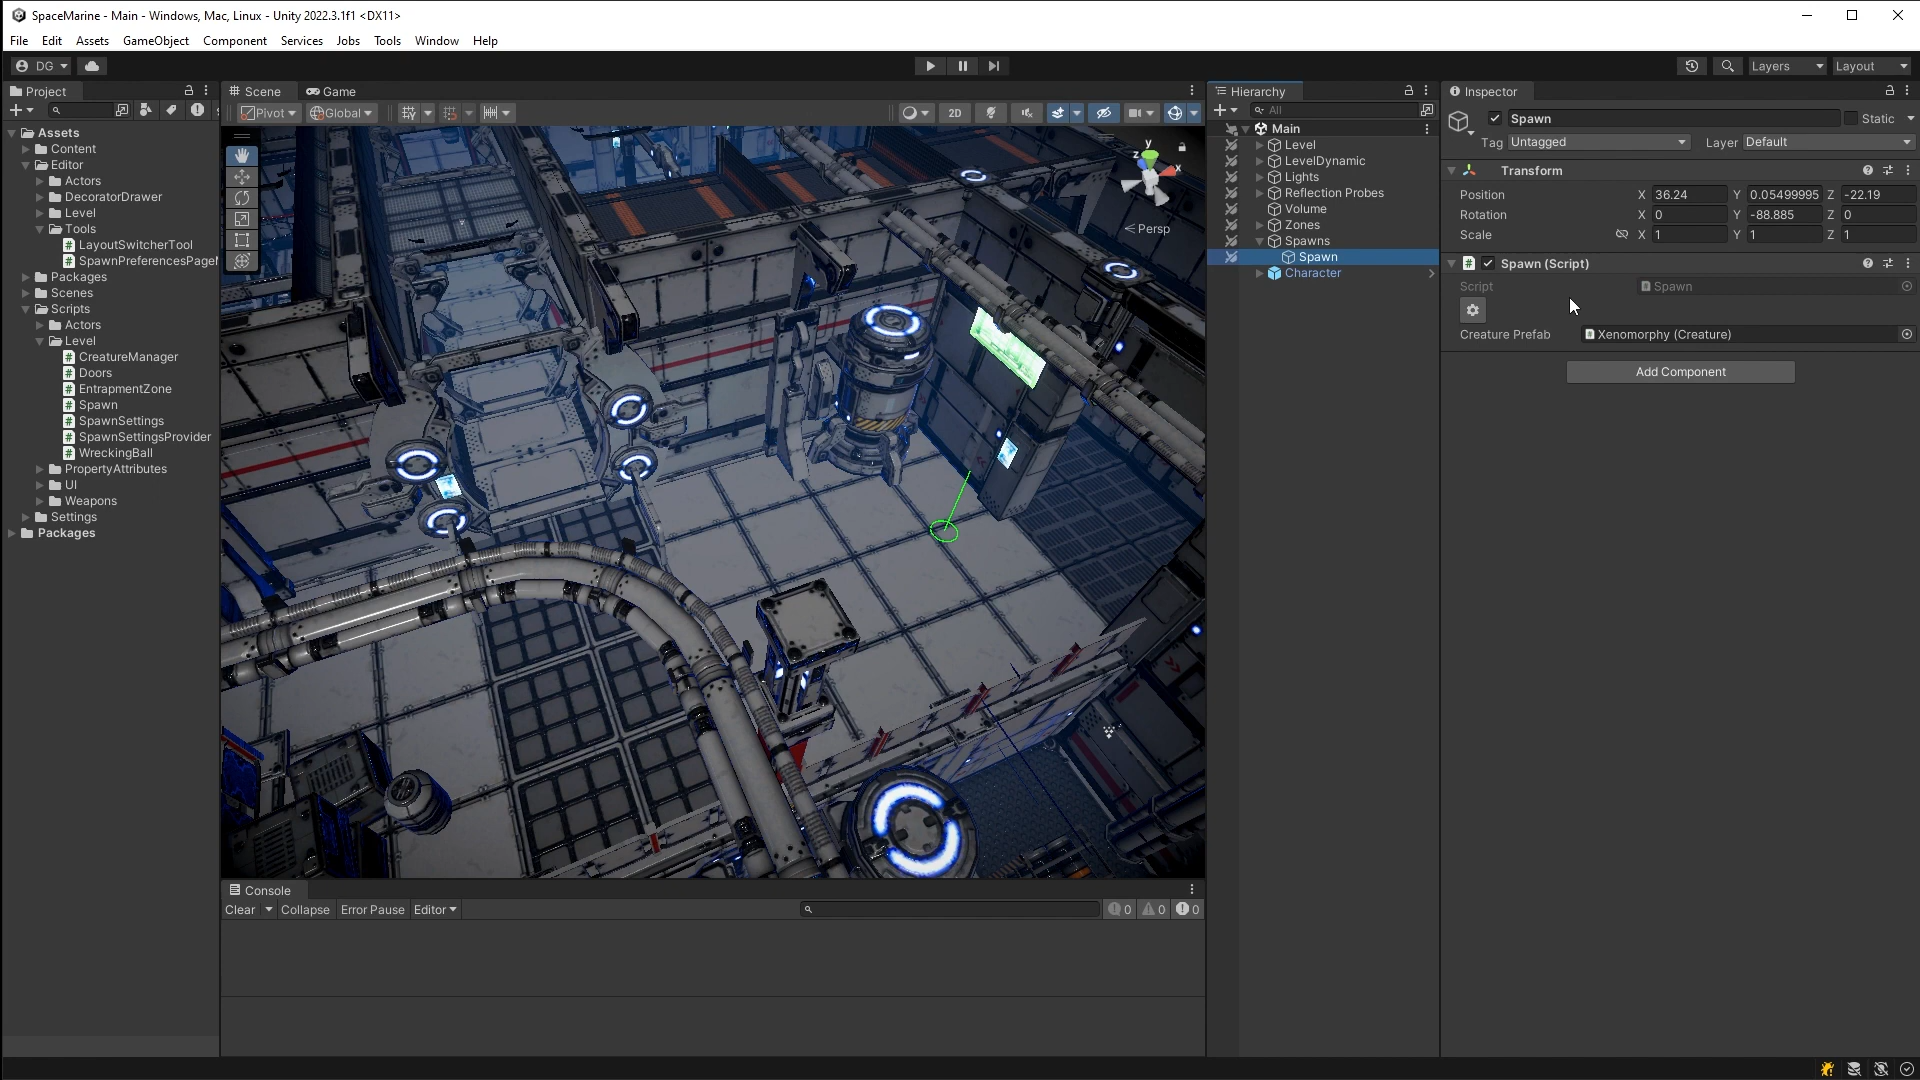 SpaceMarine - Main - Windows, Mac, Linux - Unity 2022.3.1f1 <DX11>
File Edit Assets GameObject Component Services Jobs Tools Window Help
DG
Layers Layout
Project
Assets
Content
Editor
Actors
DecoratorDrawer
Level
Tools
LayoutSwitcherTool
SpawnPreferencesPage
Packages
Scenes
Scripts
Actors
Level
CreatureManager
Doors
EntrapmentZone
Spawn
SpawnSettings
SpawnSettingsProvider
WreckingBall
PropertyAttributes
UI
Weapons
Settings
Packages
Scene Game
Pivot Global 2D
y
z x
Persp
Console
Clear Collapse Error Pause Editor 0 0 0
Hierarchy
All
Main
Level
LevelDynamic
Lights
Reflection Probes
Volume
Zones
Spawns
Spawn
Character
Inspector
Spawn Static
Tag Untagged Layer Default
Transform
Position X 36.24 Y 0.05499995 Z -22.19
Rotation X 0 Y -88.885 Z 0
Scale X 1 Y 1 Z 1
Spawn (Script)
Script Spawn
Creature Prefab Xenomorphy (Creature)
Add Component